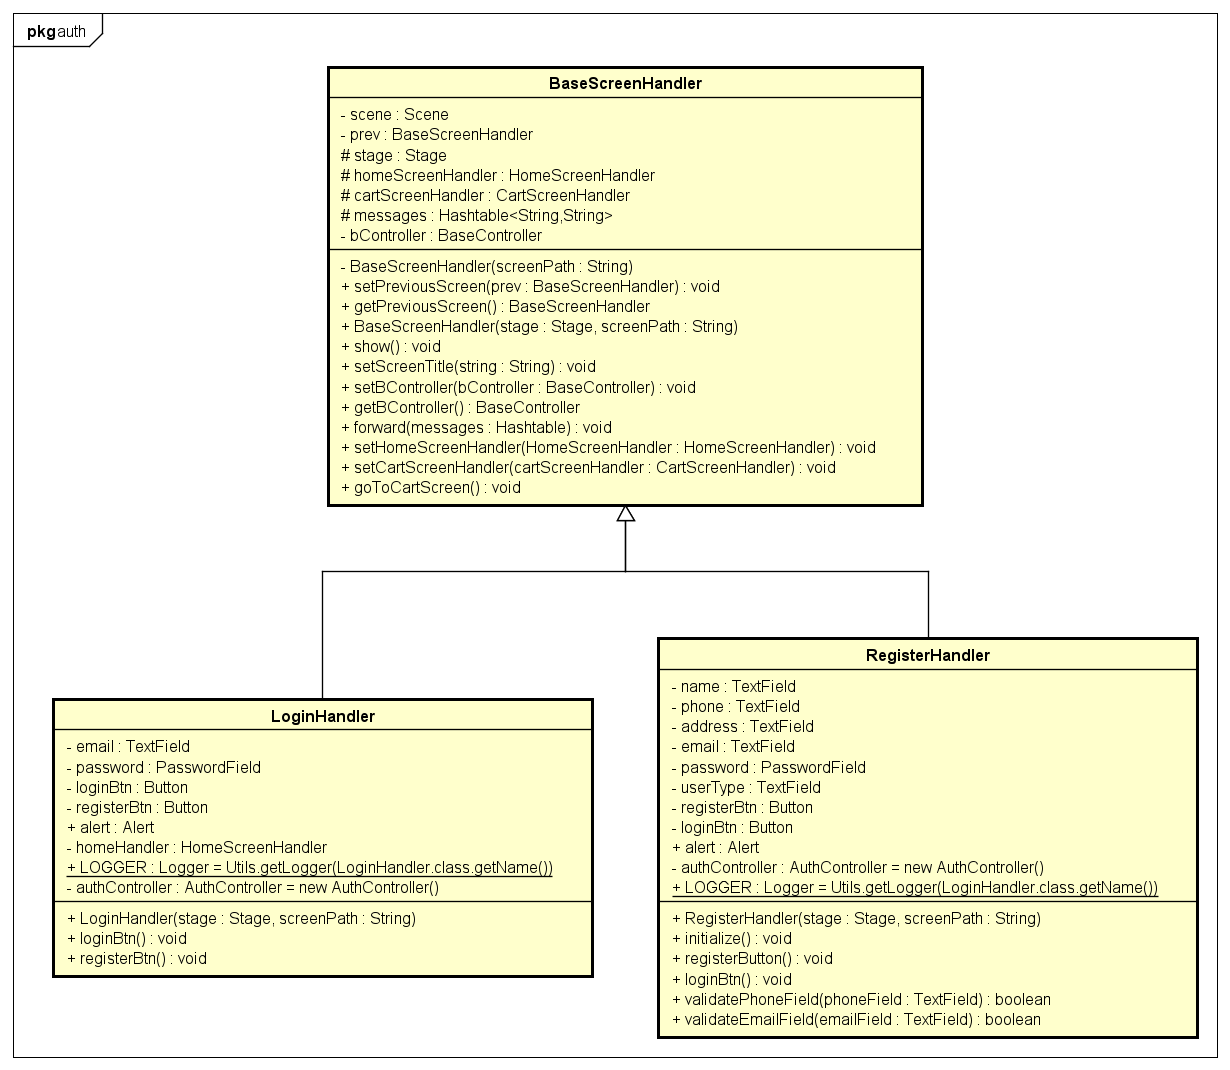 pkg auth
BaseScreenHandler
- scene : Scene
- prev : BaseScreenHandler
# stage : Stage
# homeScreenHandler : HomeScreenHandler
# cartScreenHandler : CartScreenHandler
# messages : Hashtable<String,String>
- bController : BaseController
- BaseScreenHandler(screenPath : String)
+ setPreviousScreen(prev : BaseScreenHandler) : void
+ getPreviousScreen() : BaseScreenHandler
+ BaseScreenHandler(stage : Stage, screenPath : String)
+ show() : void
+ setScreenTitle(string : String) : void
+ setBController(bController : BaseController) : void
+ getBController() : BaseController
+ forward(messages : Hashtable) : void
+ setHomeScreenHandler(HomeScreenHandler : HomeScreenHandler) : void
+ setCartScreenHandler(cartScreenHandler : CartScreenHandler) : void
+ goToCartScreen() : void
LoginHandler
- email : TextField
- password : PasswordField
- loginBtn : Button
- registerBtn : Button
+ alert : Alert
- homeHandler : HomeScreenHandler
+ LOGGER : Logger = Utils.getLogger(LoginHandler.class.getName())
- authController : AuthController = new AuthController()
+ LoginHandler(stage : Stage, screenPath : String)
+ loginBtn() : void
+ registerBtn() : void
RegisterHandler
- name : TextField
- phone : TextField
- address : TextField
- email : TextField
- password : PasswordField
- userType : TextField
- registerBtn : Button
- loginBtn : Button
+ alert : Alert
- authController : AuthController = new AuthController()
+ LOGGER : Logger = Utils.getLogger(LoginHandler.class.getName())
+ RegisterHandler(stage : Stage, screenPath : String)
+ initialize() : void
+ registerButton() : void
+ loginBtn() : void
+ validatePhoneField(phoneField : TextField) : boolean
+ validateEmailField(emailField : TextField) : boolean